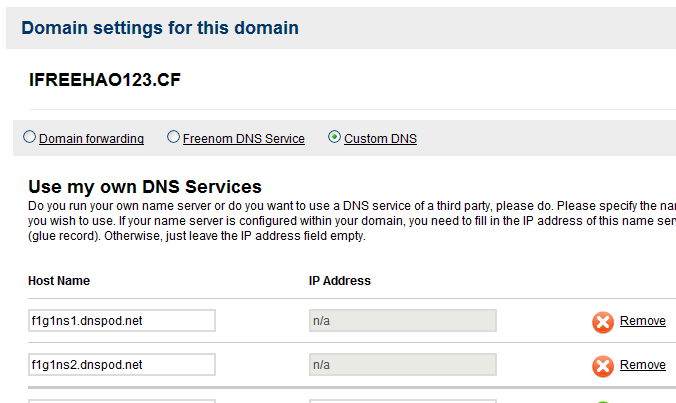 Domain settings for this domain
IFREEHAO123.CF
Domain forwarding Freenom DNS Service Custom DNS
Use my own DNS Services
Do you run your own name server or do you want to use a DNS service of a third party, please do. Please specify the
you wish to use. If your name server is configured within your domain, you need to fill in the IP address of this name
(glue record). Otherwise, just leave the IP address field empty.
Host Name IP Address
f1g1ns1.dnspod.net n/a Remove
f1g1ns2.dnspod.net n/a Remove